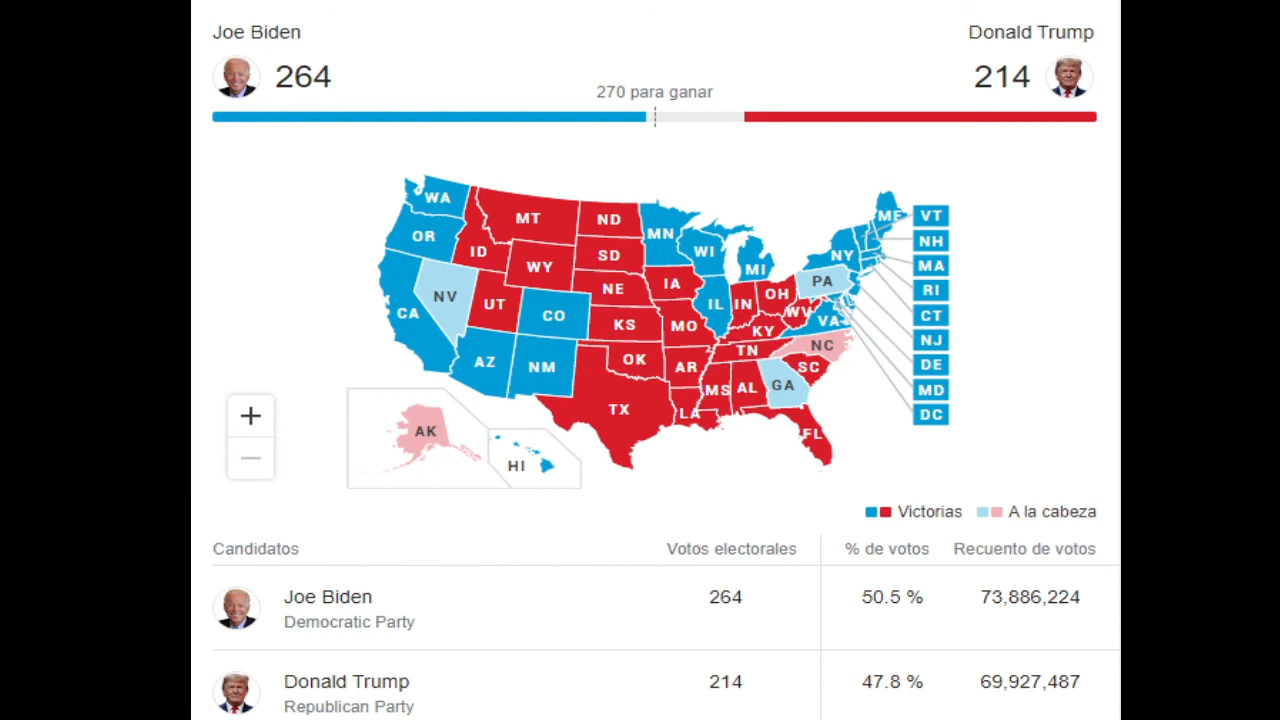 Joe Biden
Donald Trump
264
270 para ganar
214
WA
MT
ND
MN
ME
VT
OR
ID
SD
WI
NH
WY
NY
MI
MA
NV
UT
NE
IA
PA
RI
CA
CO
IL
IN
OH
WV
VA
CT
KS
MO
KY
NC
NJ
AZ
NM
OK
AR
TN
SC
DE
TX
LA
MS
AL
GA
MD
FL
DC
+
AK
HI
−
Victorias
A la cabeza
Candidatos
Votos electorales
% de votos
Recuento de votos
Joe Biden
264
50.5 %
73,886,224
Democratic Party
Donald Trump
214
47.8 %
69,927,487
Republican Party